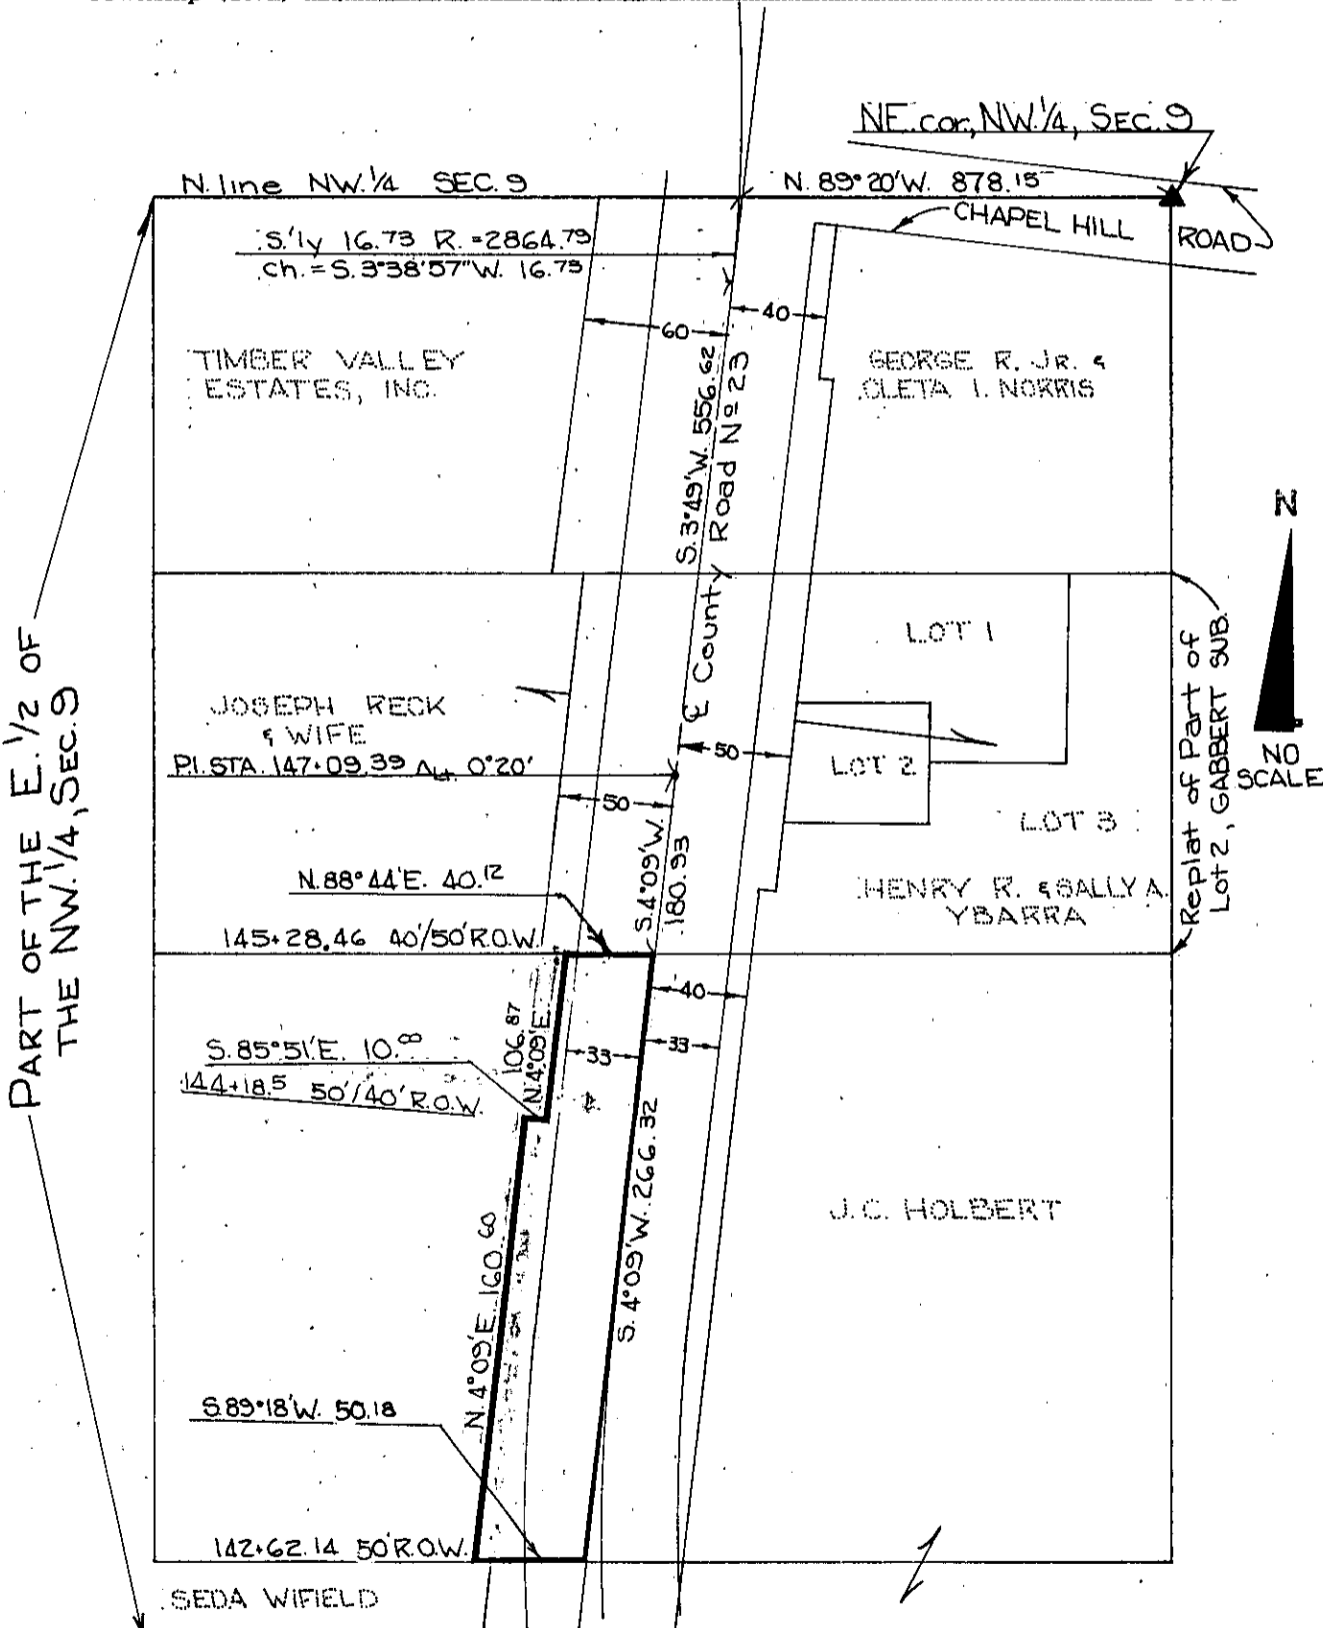 NE. cor., NW. 1/4, SEC. 9
N. line NW. 1/4 SEC. 9
N. 89°20'W. 878.15
CHAPEL HILL ROAD
S.'ly 16.73 R. = 2864.79
Ch. = S. 3°38'57"W. 16.73
60
40
TIMBER VALLEY
ESTATES, INC.
GEORGE R. JR. &
CLETA I. NORRIS
S. 3°49'W. 556.62
℄ County Road Nº 23
N
NO
SCALE
LOT 1
JOSEPH RECK
& WIFE
P.I. STA. 147+09.39 0°20'
50
LOT 2
50
LOT 3
Replat of Part of
Lot 2, GABBERT SUB.
PART OF THE E. 1/2 OF
THE NW. 1/4, SEC. 9
S. 4°09'W.
180.93
N. 88°44'E. 40.12
HENRY R. & SALLY A.
YBARRA
145+28.46 40'/50' R.O.W.
40
106.87
N. 4°09'E.
33
33
S. 85°51'E. 10.00
144+18.5 50'/40' R.O.W.
S. 4°09'W. 266.32
J.C. HOLBERT
N. 4°09'E. 160.60
S 89°18'W. 50.18
142+62.14 50' R.O.W.
SEDA WIFIELD